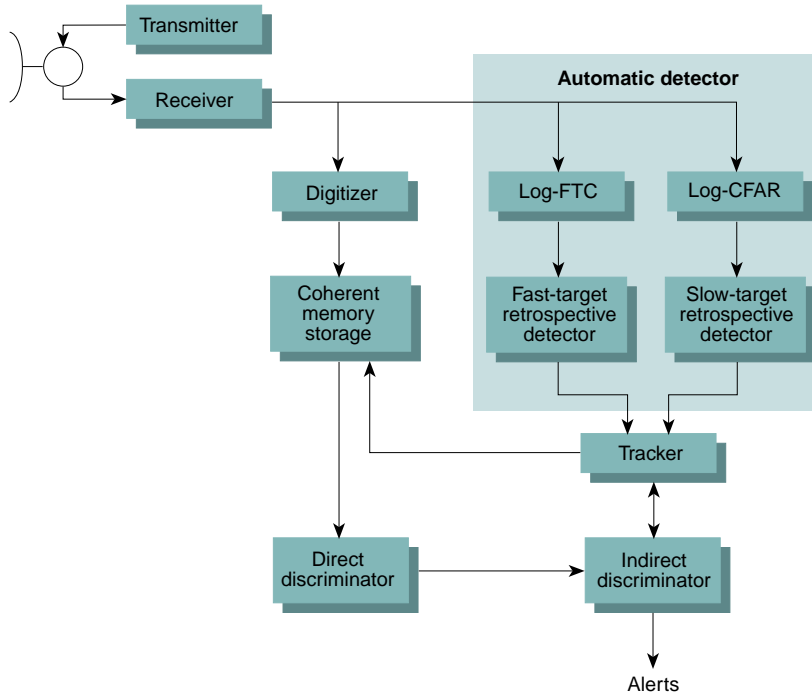 Transmitter
Receiver
Automatic detector
Digitizer
Log-FTC
Log-CFAR
Coherent
memory
storage
Fast-target
retrospective
detector
Slow-target
retrospective
detector
Tracker
Direct
discriminator
Indirect
discriminator
Alerts